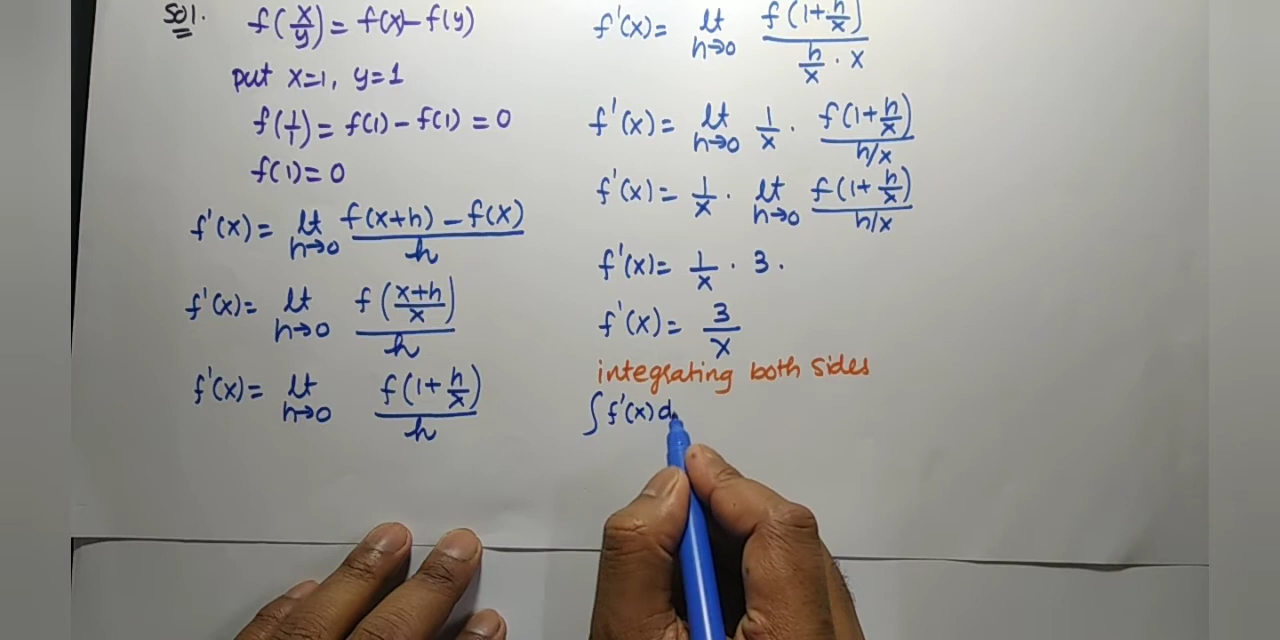 Sol.
f(x/y) = f(x) - f(y)
put x=1, y=1
f(1/1) = f(1) - f(1) = 0
f(1) = 0
f'(x) = lt h→0 f(x+h) - f(x) / h
f'(x) = lt h→0 f(x+h/x) / h
f'(x) = lt h→0 f(1+h/x) / h
f'(x) = lt h→0 f(1+h/x) / h/x · x
f'(x) = lt h→0 1/x · f(1+h/x) / h/x
f'(x) = 1/x · lt h→0 f(1+h/x) / h/x
f'(x) = 1/x · 3 .
f'(x) = 3/x
integrating both sides
∫ f'(x) d